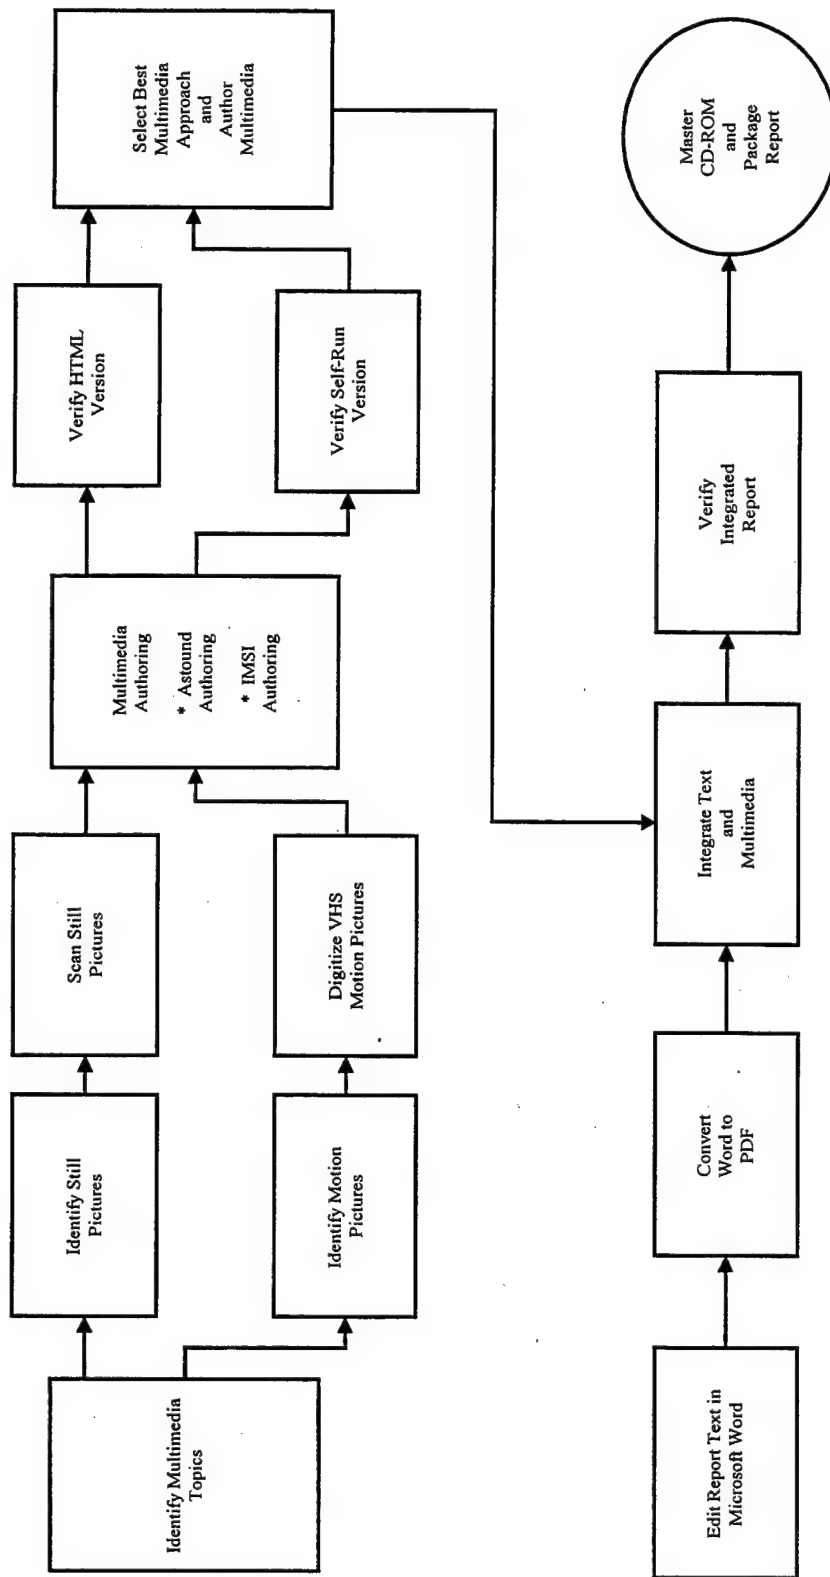 Identify Multimedia
Topics
Identify Still
Pictures
Scan Still
Pictures
Identify Motion
Pictures
Digitize VHS
Motion Pictures
Multimedia
Authoring
* Astound
Authoring
* IMSI
Authoring
Verify HTML
Version
Verify Self-Run
Version
Select Best
Multimedia
Approach
and
Author
Multimedia
Edit Report Text in
Microsoft Word
Convert
Word to
PDF
Integrate Text
and
Multimedia
Verify
Integrated
Report
Master
CD-ROM
and
Package
Report